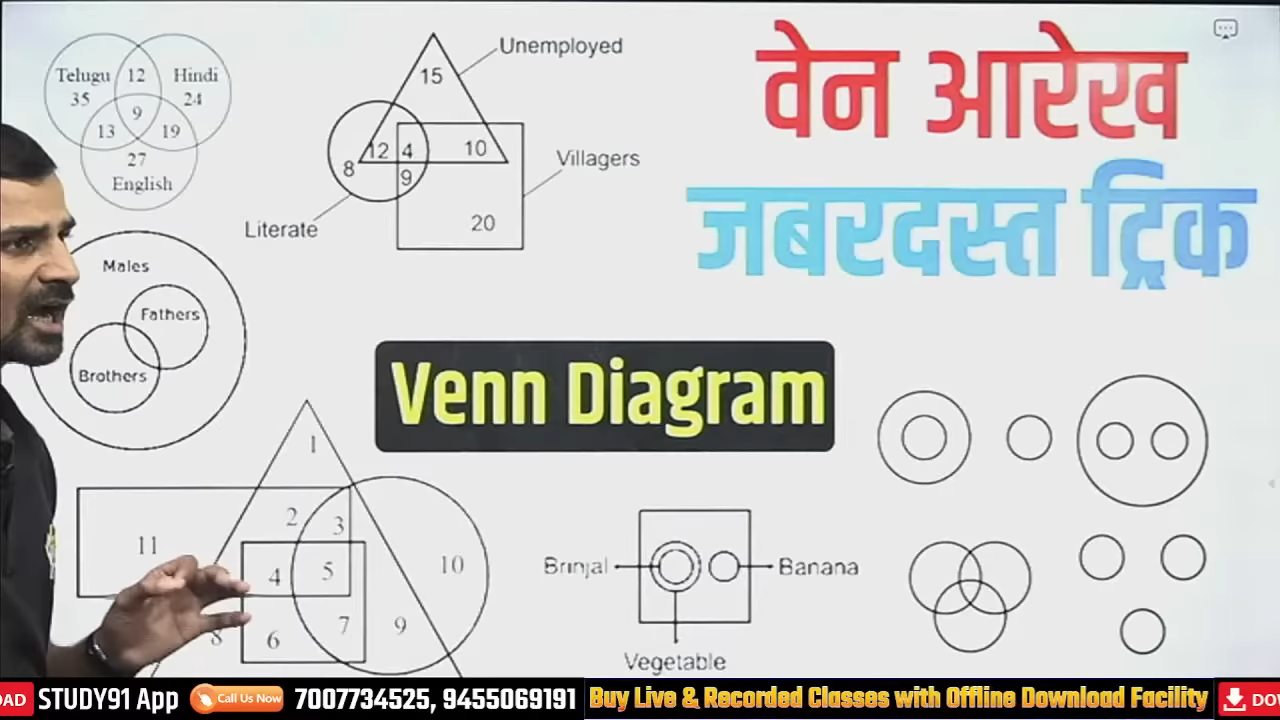 वेन आरेख
जबरदस्त ट्रिक
Telugu 12 Hindi
35 24
9
13 19
27
English
Unemployed
15
12 4 10
8
9
Villagers
20
Literate
Males
Fathers
Brothers
Venn Diagram
1
2 3
11
4 5
10
6 7 9
8
Brinjal
Banana
Vegetable
OAD STUDY91 App Call Us Now 7007734525, 9455069191 Buy Live & Recorded Classes with Offline Download Facility DO